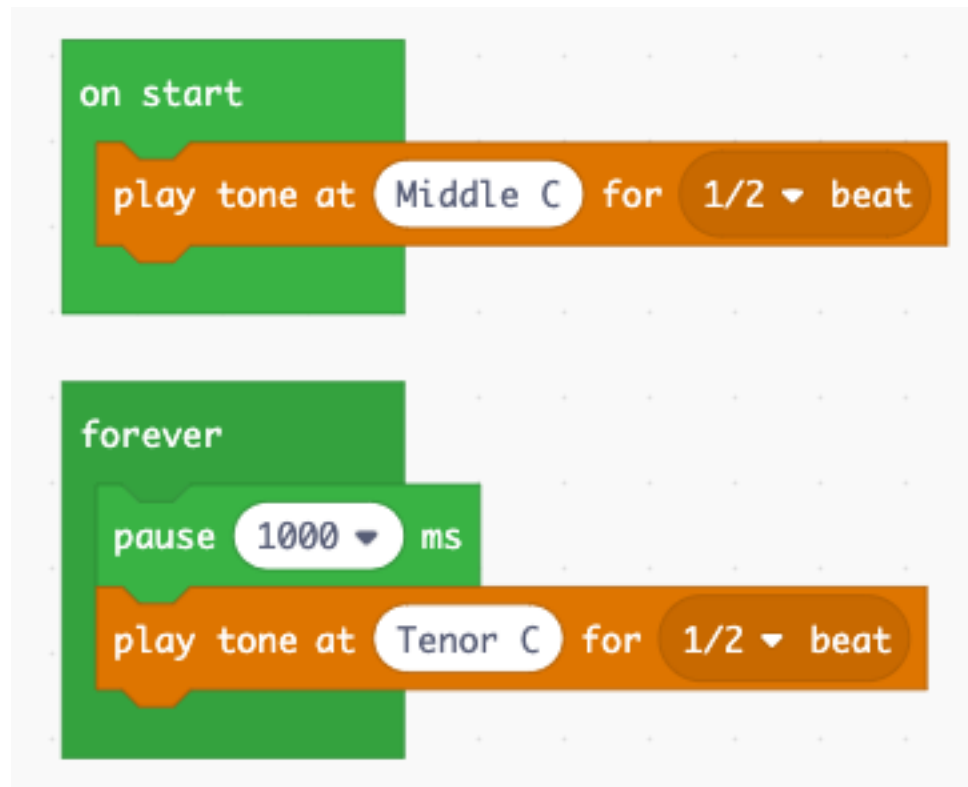 on start
play tone at Middle C for 1/2 beat
forever
pause 1000 ms
play tone at Tenor C for 1/2 beat